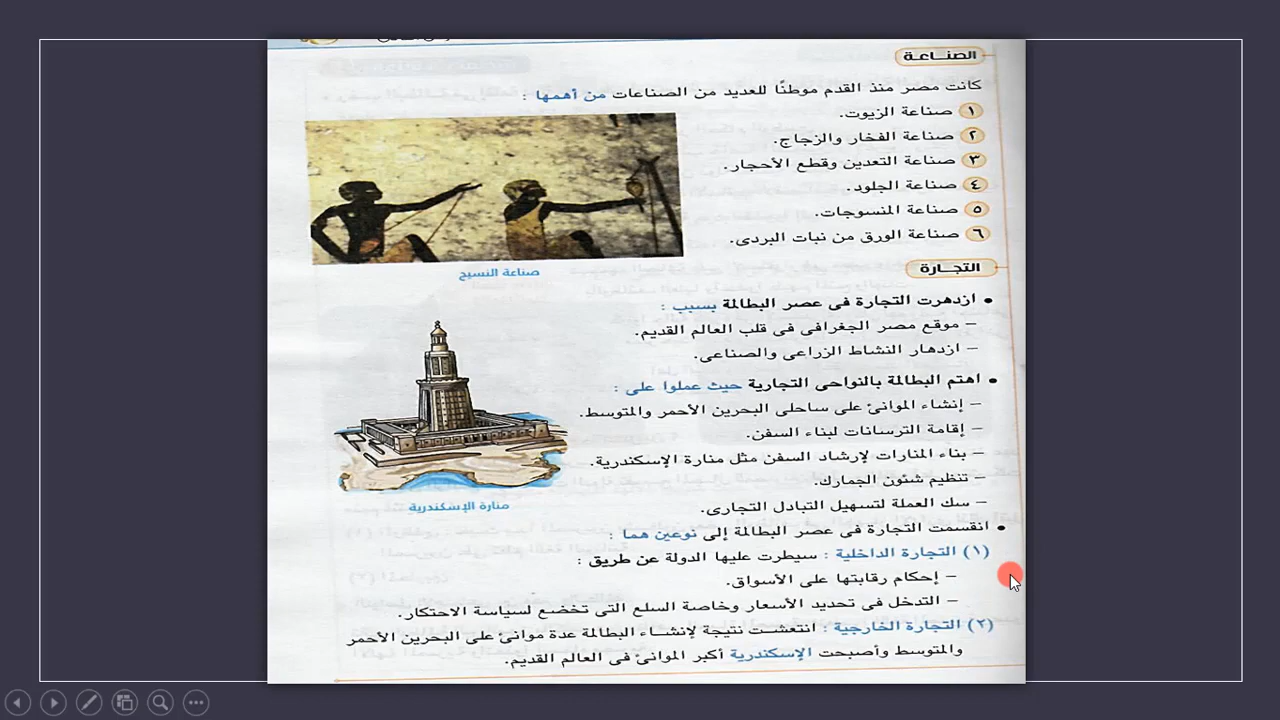 الصنـــاعـة
كانت مصر منذ القدم موطنًا للعديد من الصناعات من أهمها :
١ صناعة الزيوت.
٢ صناعة الفخار والزجاج.
٣ صناعة التعدين وقطع الأحجار.
٤ صناعة الجلود.
٥ صناعة المنسوجات.
٦ صناعة الورق من نبات البردى.
صناعة النسيج
التجــارة
• ازدهرت التجارة فى عصر البطالمة بسبب :
– موقع مصر الجغرافى فى قلب العالم القديم.
– ازدهار النشاط الزراعى والصناعى.
• اهتم البطالمة بالنواحى التجارية حيث عملوا على :
– إنشاء الموانئ على ساحلى البحرين الأحمر والمتوسط.
– إقامة الترسانات لبناء السفن.
– بناء المنارات لإرشاد السفن مثل منارة الإسكندرية.
– تنظيم شئون الجمارك.
– سك العملة لتسهيل التبادل التجارى.
منارة الإسكندرية
• انقسمت التجارة فى عصر البطالمة إلى نوعين هما :
(١) التجارة الداخلية : سيطرت عليها الدولة عن طريق :
– إحكام رقابتها على الأسواق.
– التدخل فى تحديد الأسعار وخاصة السلع التى تخضع لسياسة الاحتكار.
(٢) التجارة الخارجية : انتعشــت نتيجة لإنشــاء البطالمة عدة موانئ على البحرين الأحمر
والمتوسط وأصبحت الإسكندرية أكبر الموانئ فى العالم القديم.